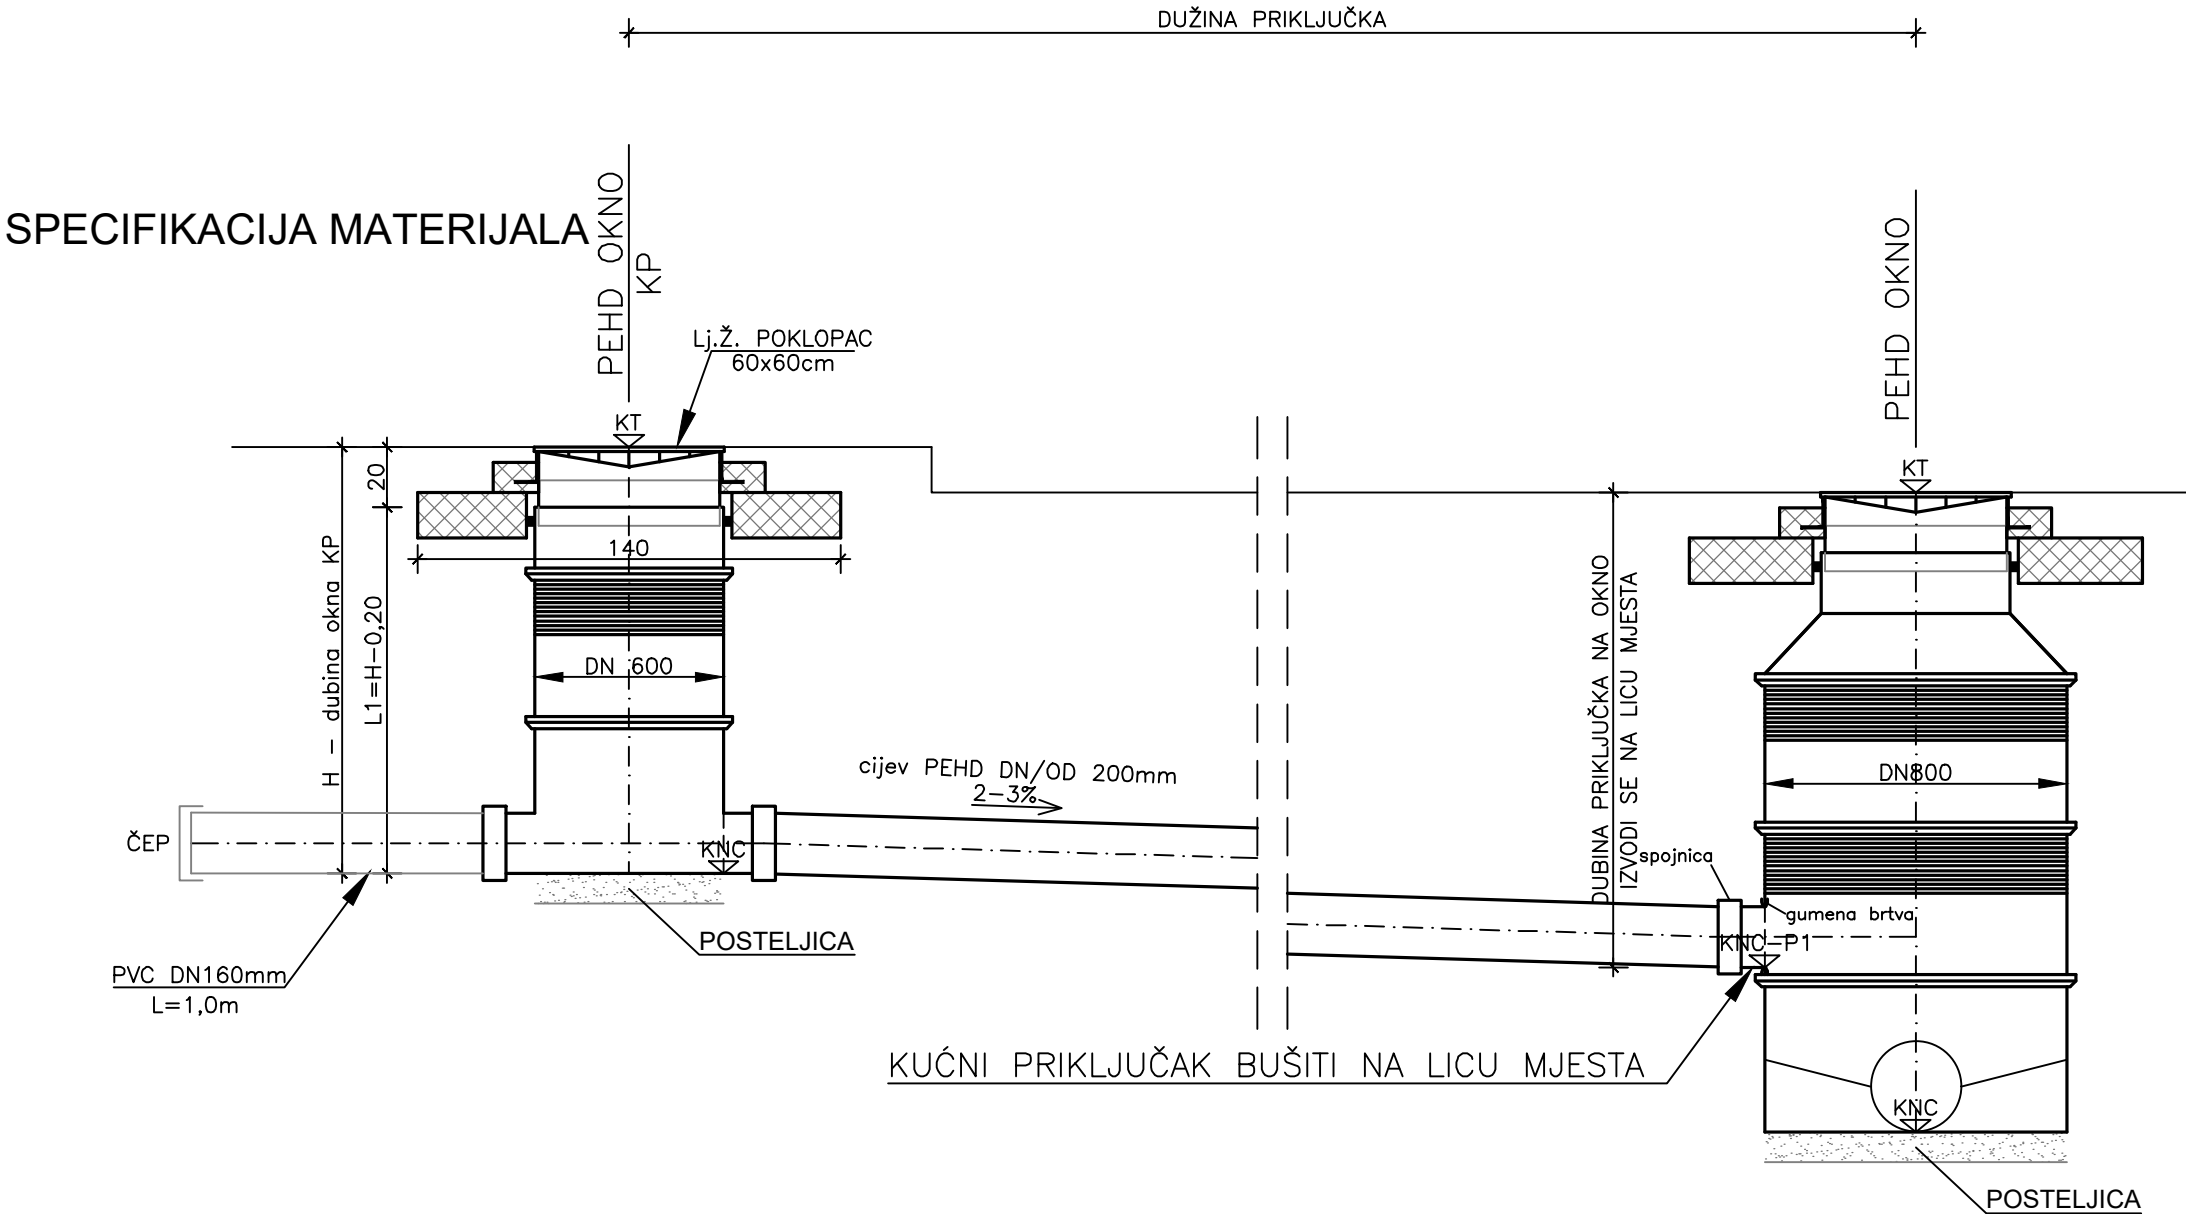 DUŽINA PRIKLJUČKA
SPECIFIKACIJA MATERIJALA
PEHD OKNO
KP
PEHD OKNO
Lj.Ž. POKLOPAC
60x60cm
KT
KT
20
140
H - dubina okna KP
L1=H-0,20
DN 600
DUBINA PRIKLJUČKA NA OKNO
IZVODI SE NA LICU MJESTA
DN800
cijev PEHD DN/OD 200mm
2-3%
ČEP
KNC
spojnica
gumena brtva
KNC-P1
POSTELJICA
PVC DN160mm
L=1,0m
KUĆNI PRIKLJUČAK BUŠITI NA LICU MJESTA
KNC
POSTELJICA